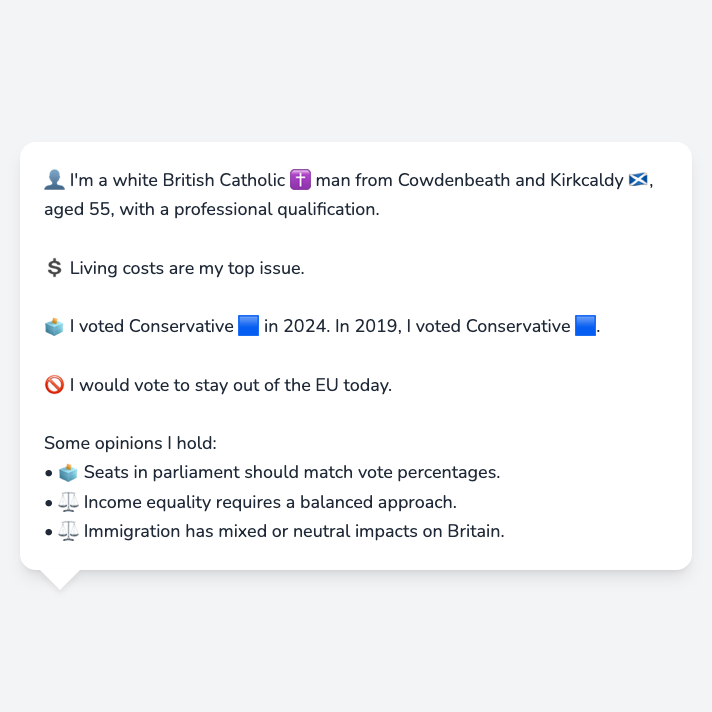 👤 I'm a white British Catholic ✝️ man from Cowdenbeath and Kirkcaldy 🏴󠁧󠁢󠁳󠁣󠁴󠁿,
aged 55, with a professional qualification.
💲 Living costs are my top issue.
🗳️ I voted Conservative 🟦 in 2024. In 2019, I voted Conservative 🟦.
🚫 I would vote to stay out of the EU today.
Some opinions I hold:
• 🗳️ Seats in parliament should match vote percentages.
• ⚖️ Income equality requires a balanced approach.
• ⚖️ Immigration has mixed or neutral impacts on Britain.